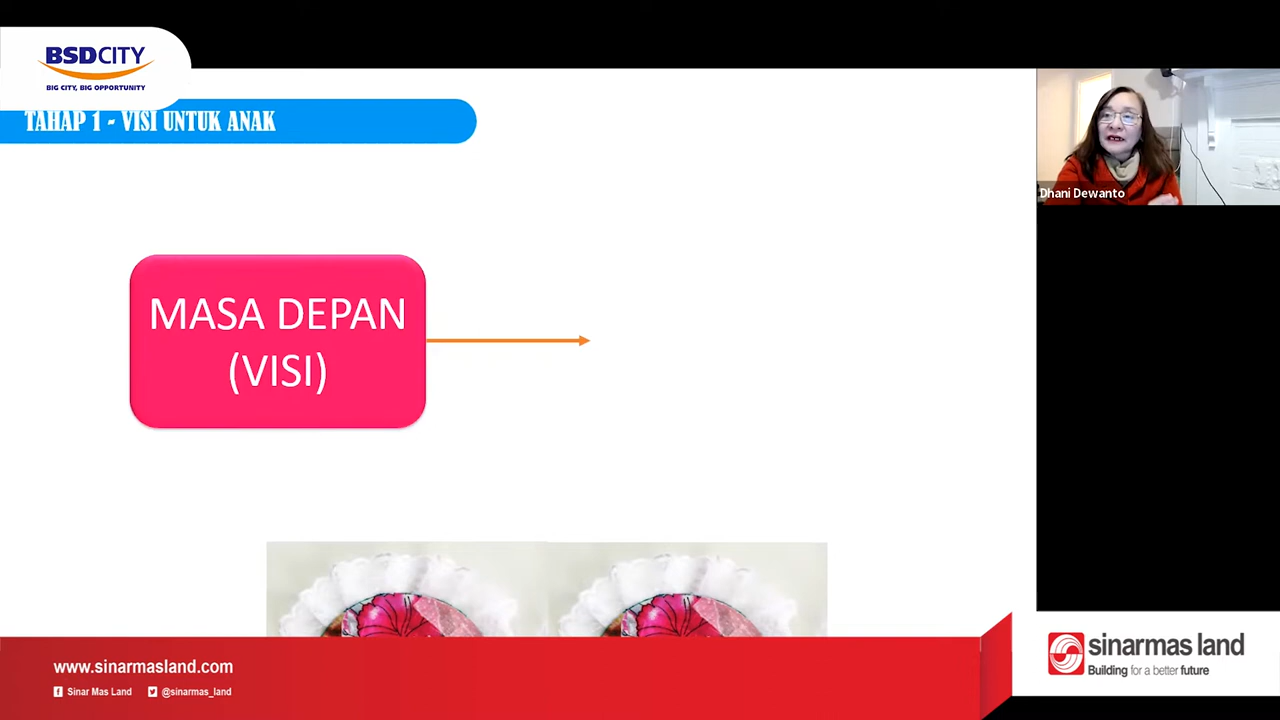 BSDCITY
BIG CITY, BIG OPPORTUNITY
TAHAP 1 - VISI UNTUK ANAK
MASA DEPAN
(VISI)
Dhani Dewanto
www.sinarmasland.com
Sinar Mas Land @sinarmas_land
sinarmas land
Building for a better future